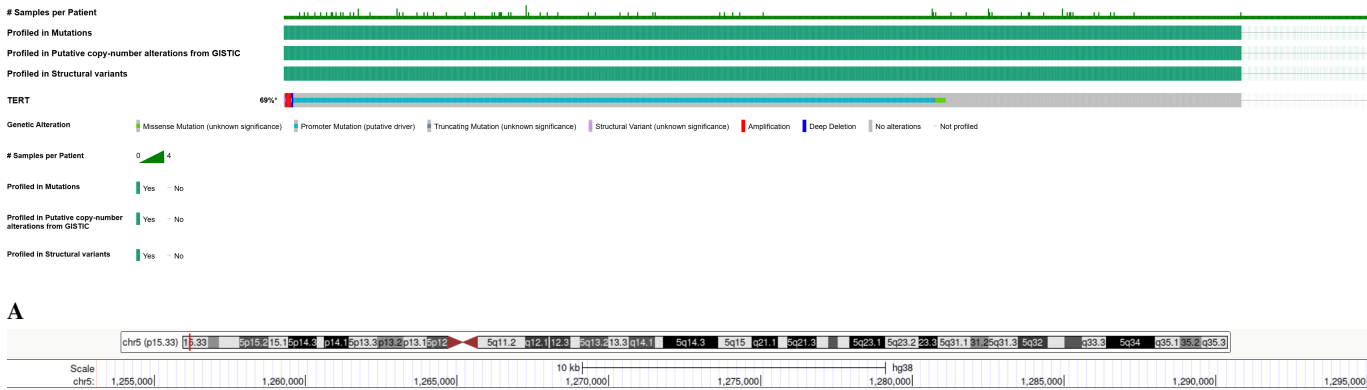 # Samples per Patient
Profiled in Mutations
Profiled in Putative copy-number alterations from GISTIC
Profiled in Structural variants
TERT 69%*
Genetic Alteration Missense Mutation (unknown significance) Promoter Mutation (putative driver) Truncating Mutation (unknown significance) Structural Variant (unknown significance) Amplification Deep Deletion No alterations Not profiled
# Samples per Patient 0 4
Profiled in Mutations Yes No
Profiled in Putative copy-number
alterations from GISTIC Yes No
Profiled in Structural variants Yes No
A
chr5 (p15.33) 15.33 5p15.2 15.1 5p14.3 p14.1 5p13.3 p13.2 p13.1 5p12 5q11.2 q12.1 12.3 5q13.2 13.3 q14.1 5q14.3 5q15 q21.1 5q21.3 5q23.1 5q23.2 23.3 5q31.1 31.2 5q31.3 5q32 q33.3 5q34 q35.1 35.2 q35.3
Scale 10 kb hg38
chr5: 1,255,000 1,260,000 1,265,000 1,270,000 1,275,000 1,280,000 1,285,000 1,290,000 1,295,000